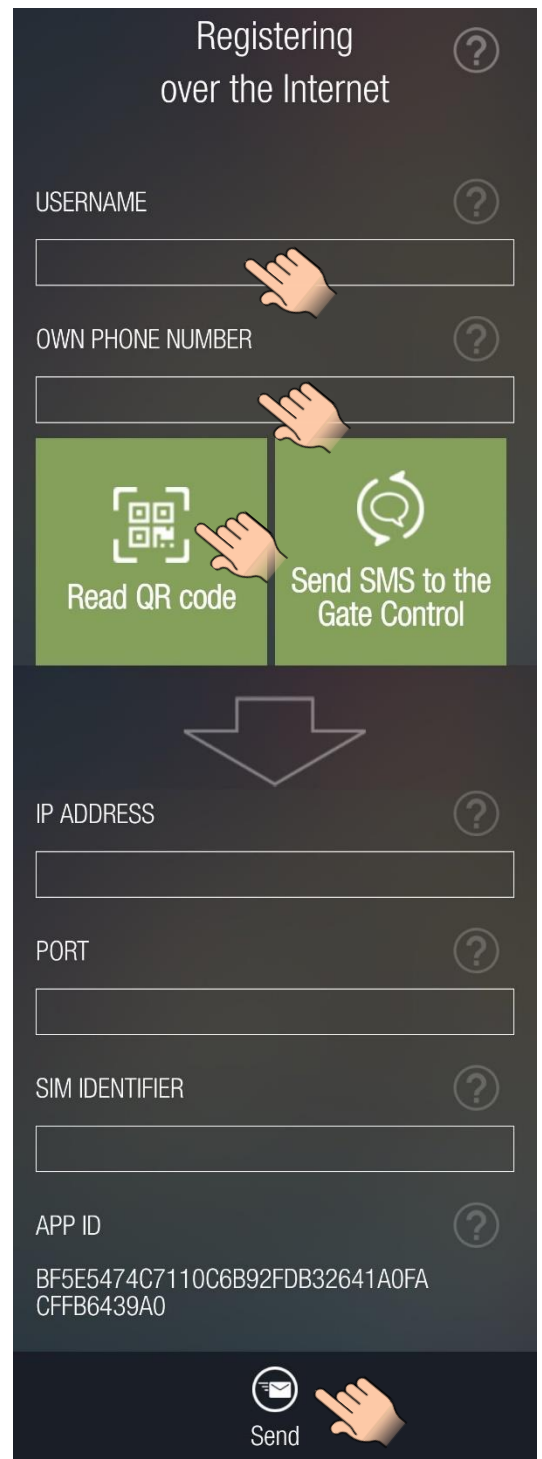 Registering
over the Internet
?
USERNAME
?
OWN PHONE NUMBER
?
Read QR code
Send SMS to the
Gate Control
IP ADDRESS
?
PORT
?
SIM IDENTIFIER
?
APP ID
?
BF5E5474C7110C6B92FDB32641A0FA
CFFB6439A0
Send